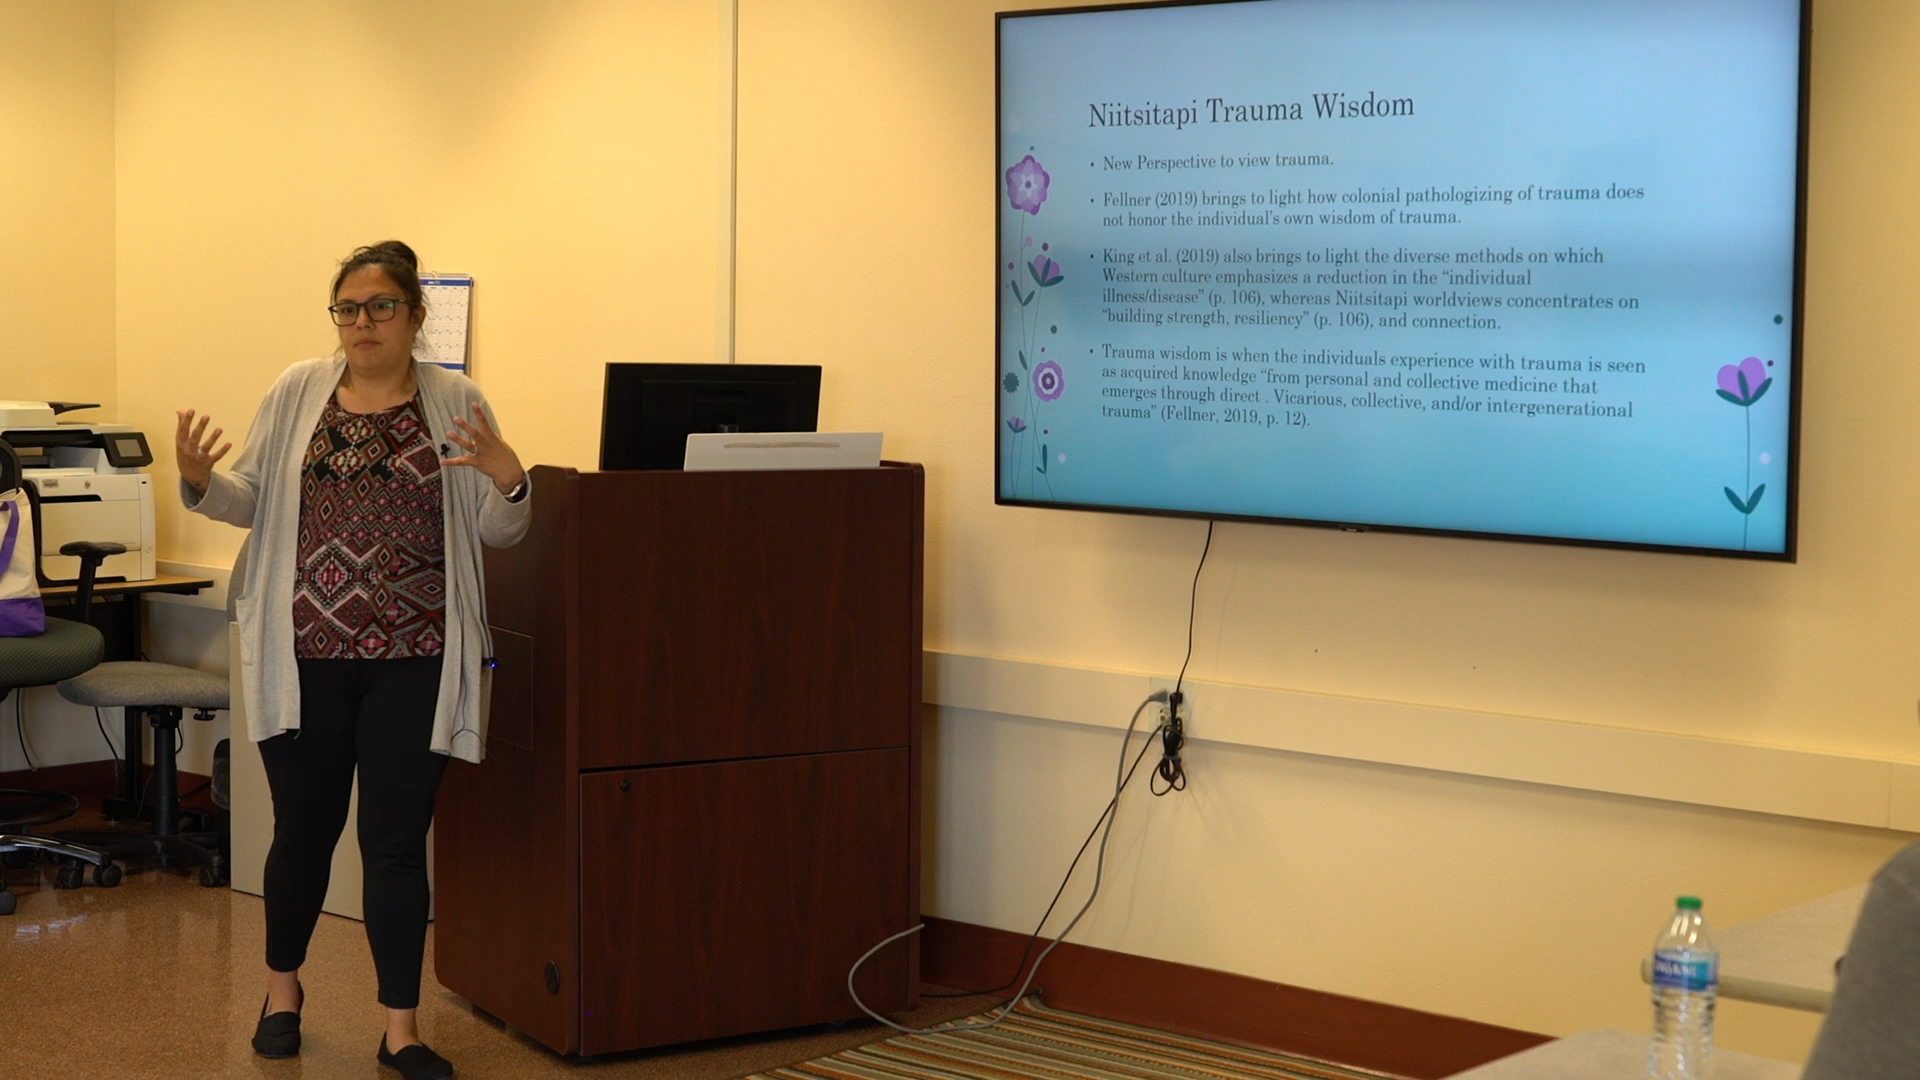 Niitsitapi Trauma Wisdom
• New Perspective to view trauma.
• Fellner (2019) brings to light how colonial pathologizing of trauma does
not honor the individual's own wisdom of trauma.
• King et al. (2019) also brings to light the diverse methods on which
Western culture emphasizes a reduction in the “individual
illness/disease” (p. 106), whereas Niitsitapi worldviews concentrates on
“building strength, resiliency” (p. 106), and connection.
• Trauma wisdom is when the individuals experience with trauma is seen
as acquired knowledge “from personal and collective medicine that
emerges through direct . Vicarious, collective, and/or intergenerational
trauma” (Fellner, 2019, p. 12).